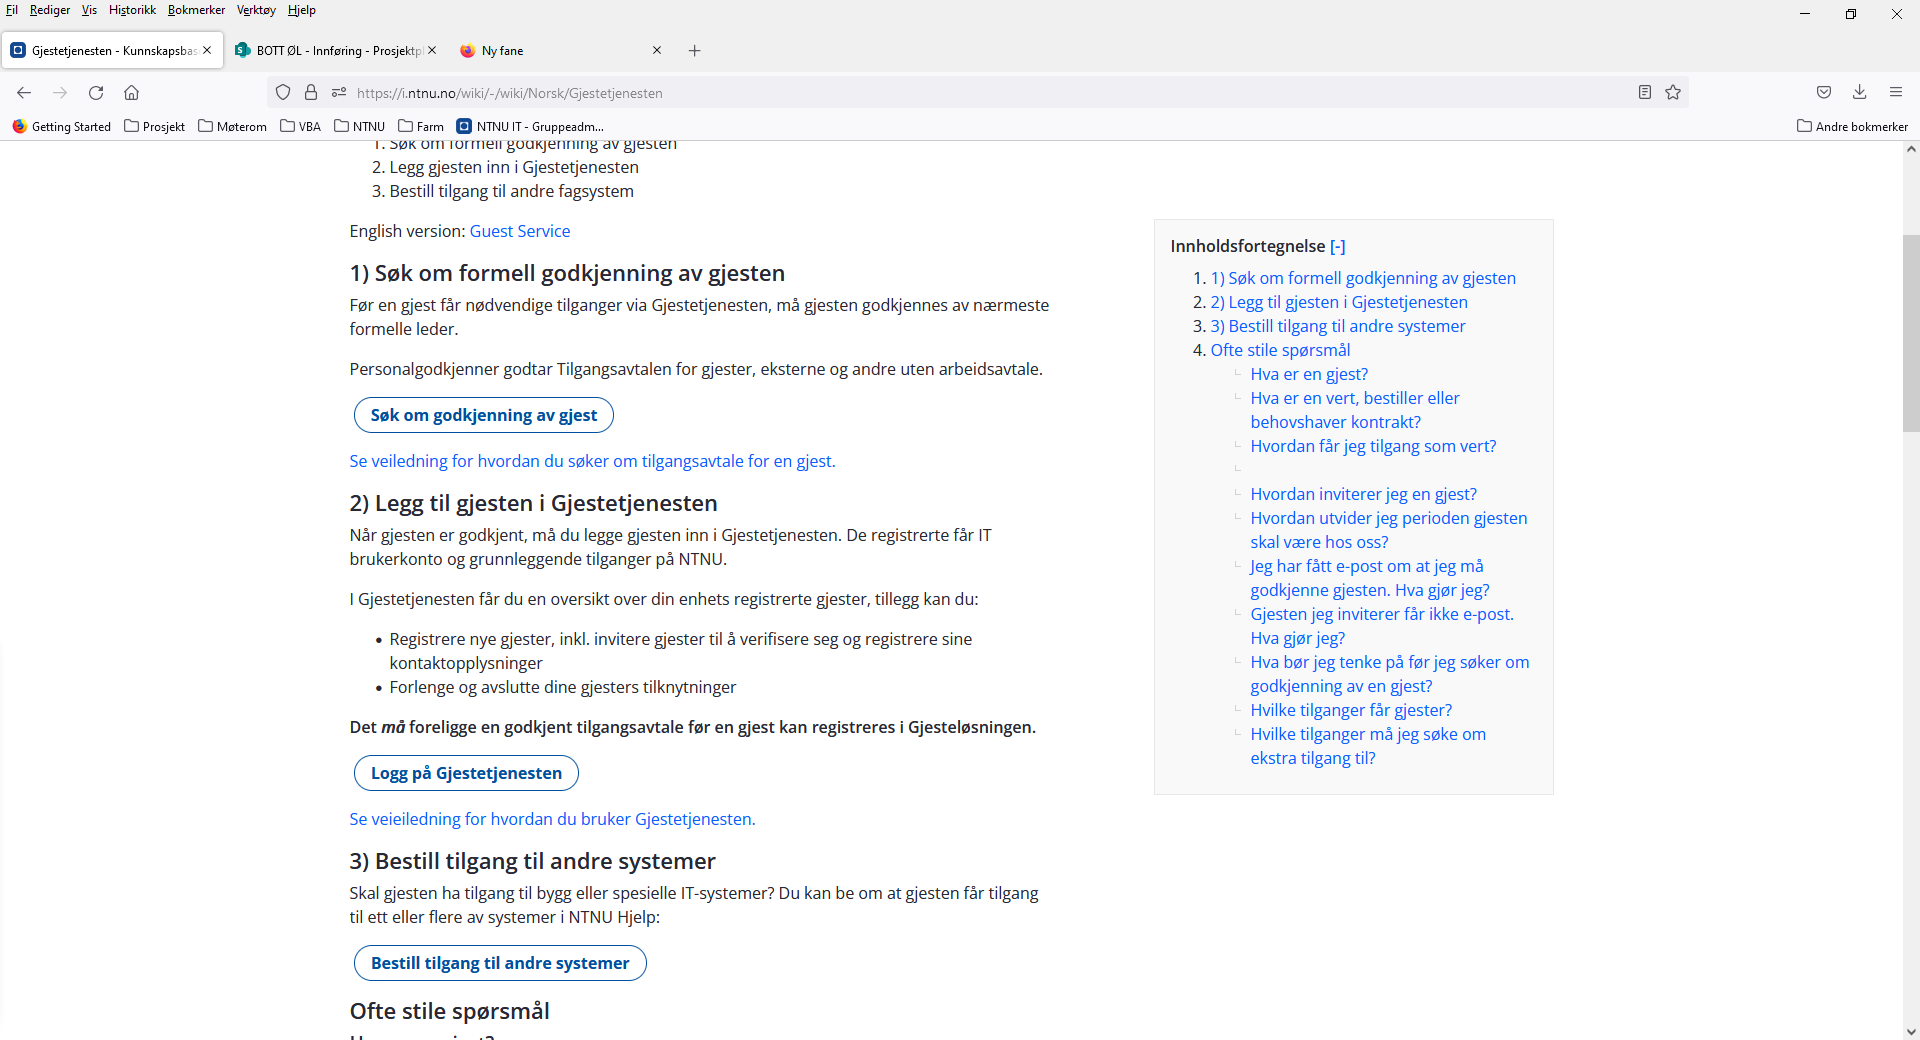 Fil Rediger Vis Historikk Bokmerker Verktøy Hjelp
Gjestetjenesten - Kunnskapsbas
BOTT ØL - Innføring - Prosjektpl
Ny fane
https://i.ntnu.no/wiki/-/wiki/Norsk/Gjestetjenesten
Getting Started Prosjekt Møterom VBA NTNU Farm NTNU IT - Gruppeadm... Andre bokmerker
1. Søk om formell godkjenning av gjesten
2. Legg gjesten inn i Gjestetjenesten
3. Bestill tilgang til andre fagsystem
English version: Guest Service
1) Søk om formell godkjenning av gjesten
Før en gjest får nødvendige tilganger via Gjestetjenesten, må gjesten godkjennes av nærmeste
formelle leder.
Personalgodkjenner godtar Tilgangsavtalen for gjester, eksterne og andre uten arbeidsavtale.
Søk om godkjenning av gjest
Se veiledning for hvordan du søker om tilgangsavtale for en gjest.
2) Legg til gjesten i Gjestetjenesten
Når gjesten er godkjent, må du legge gjesten inn i Gjestetjenesten. De registrerte får IT
brukerkonto og grunnleggende tilganger på NTNU.
I Gjestetjenesten får du en oversikt over din enhets registrerte gjester, tillegg kan du:
• Registrere nye gjester, inkl. invitere gjester til å verifisere seg og registrere sine
kontaktopplysninger
• Forlenge og avslutte dine gjesters tilknytninger
Det må foreligge en godkjent tilgangsavtale før en gjest kan registreres i Gjesteløsningen.
Logg på Gjestetjenesten
Se veieiledning for hvordan du bruker Gjestetjenesten.
3) Bestill tilgang til andre systemer
Skal gjesten ha tilgang til bygg eller spesielle IT-systemer? Du kan be om at gjesten får tilgang
til ett eller flere av systemer i NTNU Hjelp:
Bestill tilgang til andre systemer
Ofte stile spørsmål
Innholdsfortegnelse [-]
1. 1) Søk om formell godkjenning av gjesten
2. 2) Legg til gjesten i Gjestetjenesten
3. 3) Bestill tilgang til andre systemer
4. Ofte stile spørsmål
Hva er en gjest?
Hva er en vert, bestiller eller
behovshaver kontrakt?
Hvordan får jeg tilgang som vert?
Hvordan inviterer jeg en gjest?
Hvordan utvider jeg perioden gjesten
skal være hos oss?
Jeg har fått e-post om at jeg må
godkjenne gjesten. Hva gjør jeg?
Gjesten jeg inviterer får ikke e-post.
Hva gjør jeg?
Hva bør jeg tenke på før jeg søker om
godkjenning av en gjest?
Hvilke tilganger får gjester?
Hvilke tilganger må jeg søke om
ekstra tilgang til?